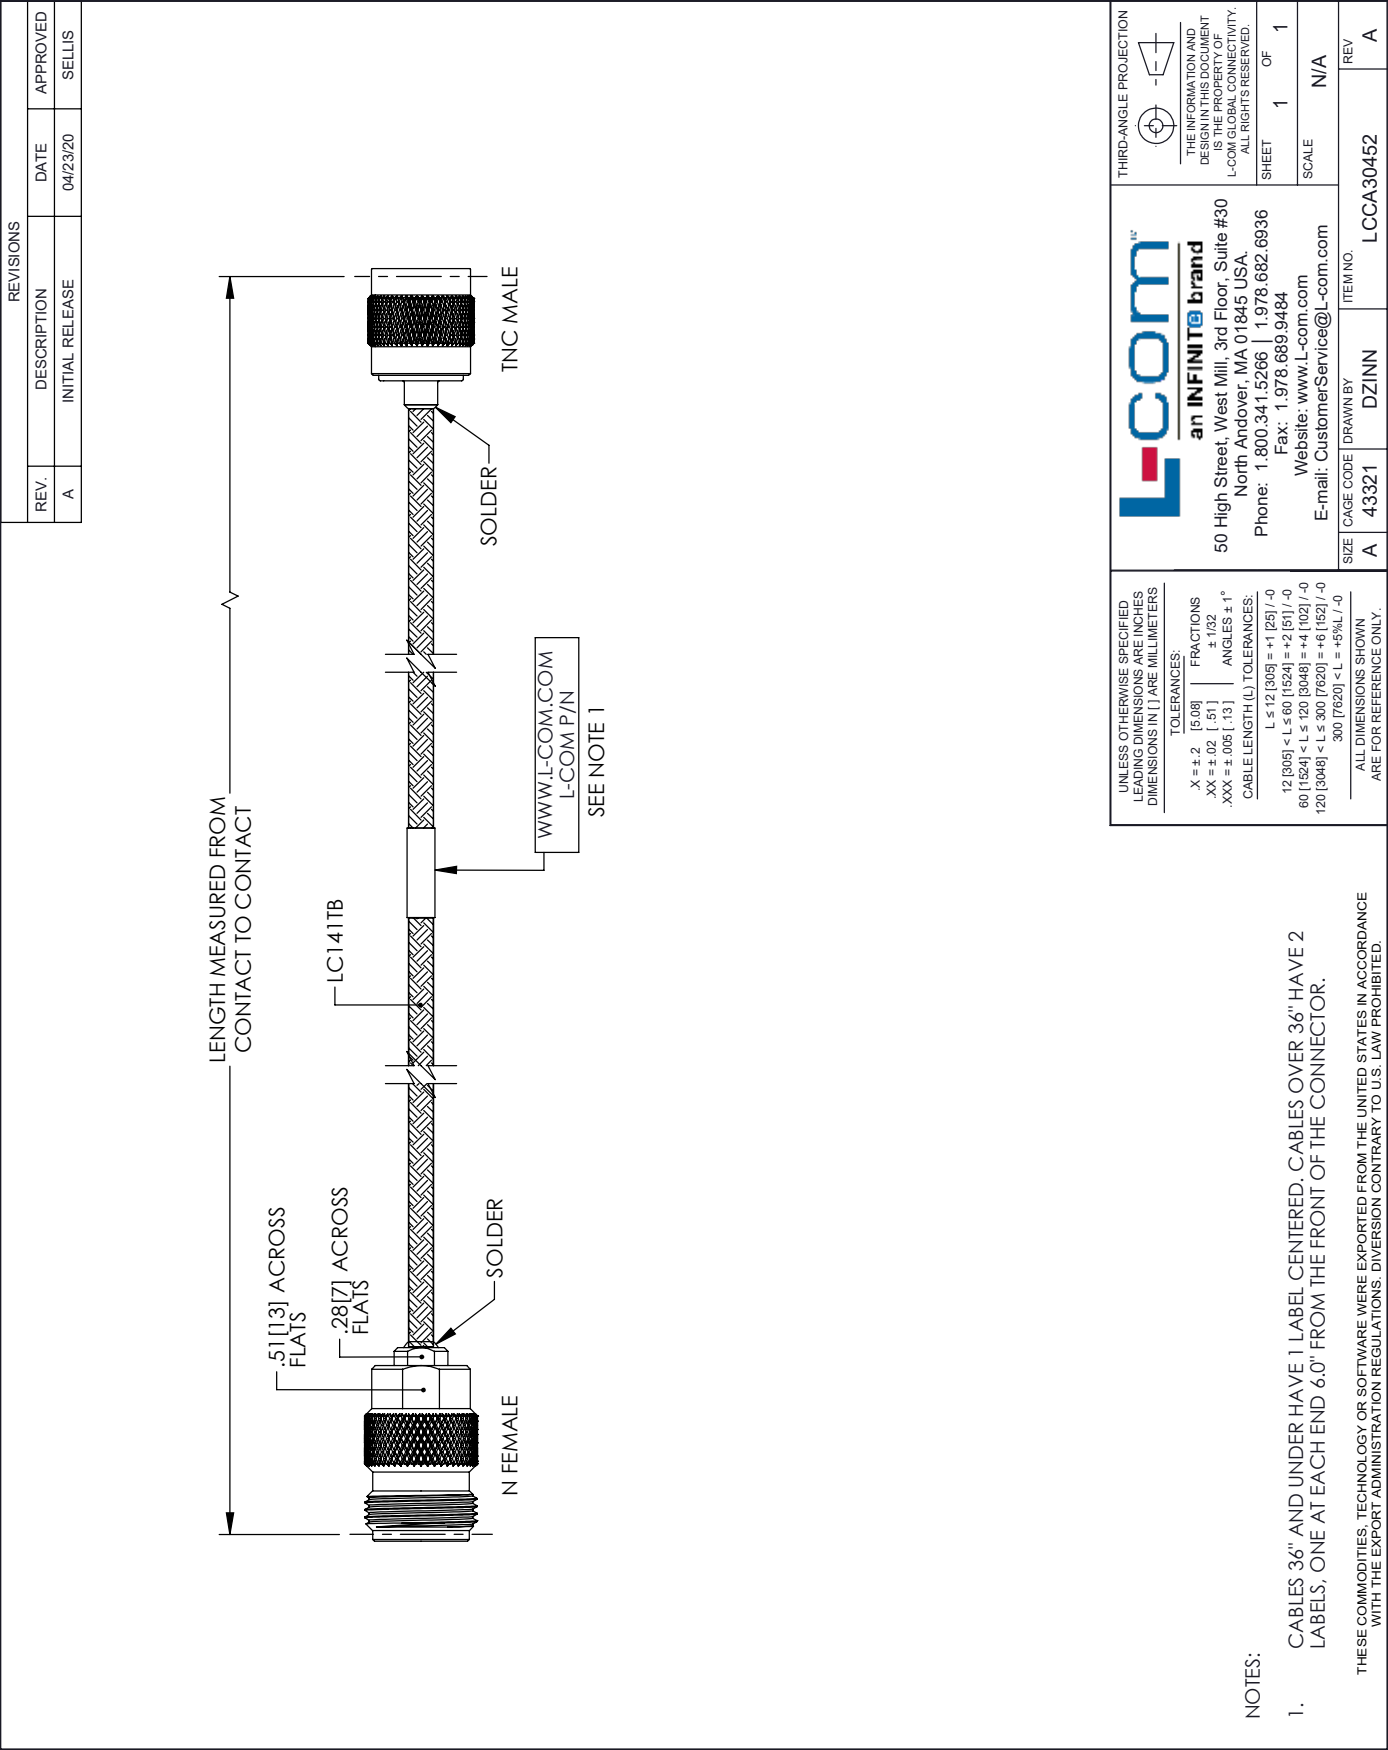 REVISIONS
REV. DESCRIPTION DATE APPROVED
A INITIAL RELEASE 04/23/20 SELLIS
LENGTH MEASURED FROM
CONTACT TO CONTACT
.51[13] ACROSS
FLATS
.28[7] ACROSS
FLATS
LC141TB
SOLDER
SOLDER
N FEMALE
TNC MALE
WWW.L-COM.COM
L-COM P/N
SEE NOTE 1
NOTES:
1. CABLES 36" AND UNDER HAVE 1 LABEL CENTERED. CABLES OVER 36" HAVE 2
LABELS, ONE AT EACH END 6.0" FROM THE FRONT OF THE CONNECTOR.
THESE COMMODITIES, TECHNOLOGY OR SOFTWARE WERE EXPORTED FROM THE UNITED STATES IN ACCORDANCE
WITH THE EXPORT ADMINISTRATION REGULATIONS. DIVERSION CONTRARY TO U.S. LAW PROHIBITED.
UNLESS OTHERWISE SPECIFIED
LEADING DIMENSIONS ARE INCHES
DIMENSIONS IN [ ] ARE MILLIMETERS
TOLERANCES:
.X = ±.2 [5.08] FRACTIONS
.XX = ±.02 [ .51] ± 1/32
.XXX = ± .005 [ .13 ] ANGLES ± 1°
CABLE LENGTH (L) TOLERANCES:
L ≤ 12 [305] = +1 [25] / -0
12 [305] < L ≤ 60 [1524] = +2 [51] / -0
60 [1524] < L ≤ 120 [3048] = +4 [102] / -0
120 [3048] < L ≤ 300 [7620] = +6 [152] / -0
300 [7620] < L = +5%L / -0
ALL DIMENSIONS SHOWN
ARE FOR REFERENCE ONLY.
L-com
an INFINIT@ brand
50 High Street, West Mill, 3rd Floor, Suite #30
North Andover, MA 01845 USA.
Phone: 1.800.341.5266 | 1.978.682.6936
Fax: 1.978.689.9484
Website: www.L-com.com
E-mail: CustomerService@L-com.com
THIRD-ANGLE PROJECTION
THE INFORMATION AND
DESIGN IN THIS DOCUMENT
IS THE PROPERTY OF
L-COM GLOBAL CONNECTIVITY.
ALL RIGHTS RESERVED.
SHEET 1 OF 1
SCALE N/A
SIZE CAGE CODE DRAWN BY ITEM NO. REV
A 43321 DZINN LCCA30452 A